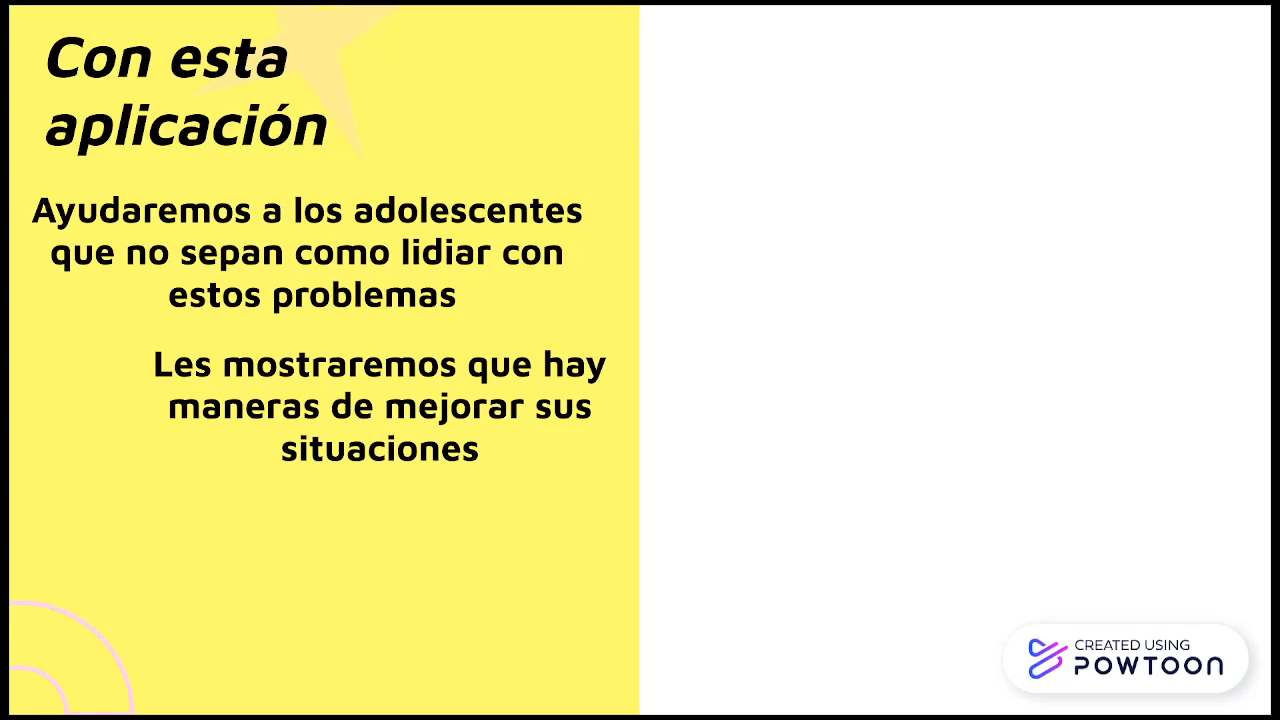 Con esta
aplicación
Ayudaremos a los adolescentes
que no sepan como lidiar con
estos problemas
Les mostraremos que hay
maneras de mejorar sus
situaciones
CREATED USING
POWTOON